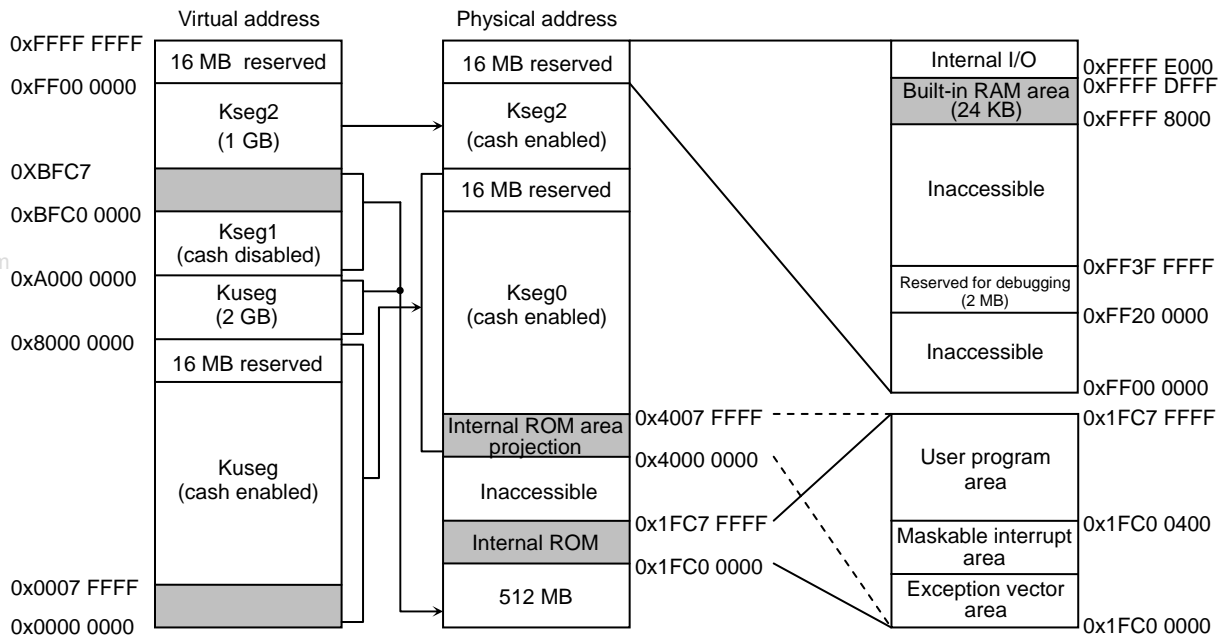 Virtual address
Physical address
0xFFFF FFFF
16 MB reserved
0xFF00 0000
Kseg2
(1 GB)
0XBFC7
0xBFC0 0000
Kseg1
(cash disabled)
0xA000 0000
Kuseg
(2 GB)
0x8000 0000
16 MB reserved
Kuseg
(cash enabled)
0x0007 FFFF
0x0000 0000
16 MB reserved
Kseg2
(cash enabled)
16 MB reserved
Kseg0
(cash enabled)
Internal ROM area
projection
0x4007 FFFF
0x4000 0000
Inaccessible
0x1FC7 FFFF
Internal ROM
0x1FC0 0000
512 MB
Internal I/O
0xFFFF E000
Built-in RAM area
(24 KB)
0xFFFF DFFF
0xFFFF 8000
Inaccessible
0xFF3F FFFF
Reserved for debugging
(2 MB)
0xFF20 0000
Inaccessible
0xFF00 0000
0x1FC7 FFFF
User program
area
0x1FC0 0400
Maskable interrupt
area
Exception vector
area
0x1FC0 0000